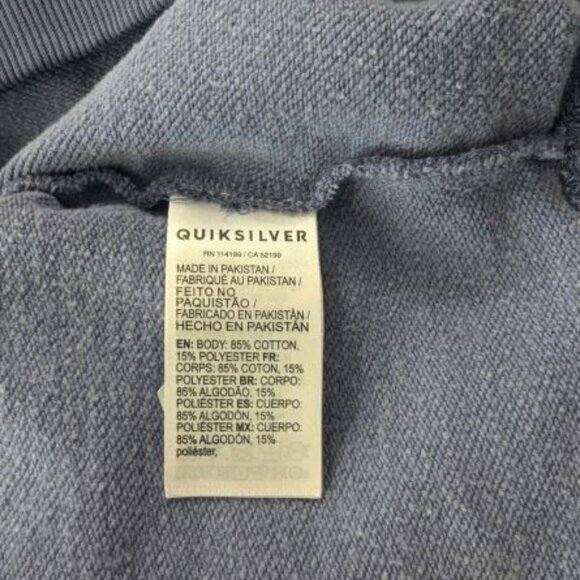 QUIKSILVER
RN 114199 / CA 52199
MADE IN PAKISTAN /
FABRIQUÉ AU PAKISTAN /
FEITO NO
PAQUISTÃO /
FABRICADO EN PAKISTÁN /
HECHO EN PAKISTÁN
EN: BODY: 85% COTTON,
15% POLYESTER FR:
CORPS: 85% COTON, 15%
POLYESTER BR: CORPO:
85% ALGODÃO, 15%
POLIÉSTER ES: CUERPO:
85% ALGODÓN, 15%
POLIÉSTER MX: CUERPO:
85% ALGODÓN, 15%
poliéster,